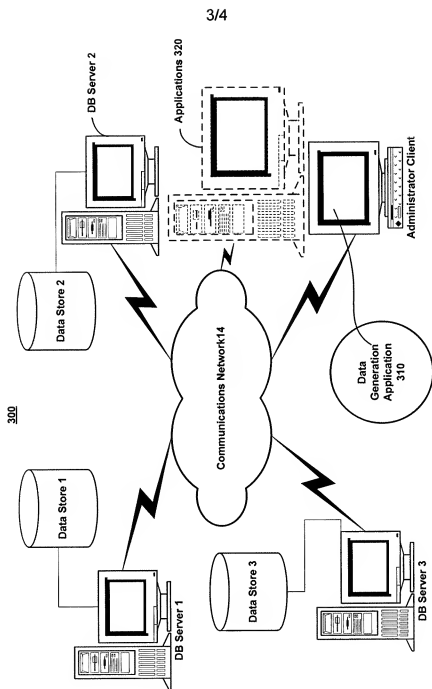 3/4
300
Data Store 1
DB Server 1
Data Store 2
DB Server 2
Applications 320
Communications Network14
Data Store 3
DB Server 3
Data
Generation
Application
310
Administrator Client